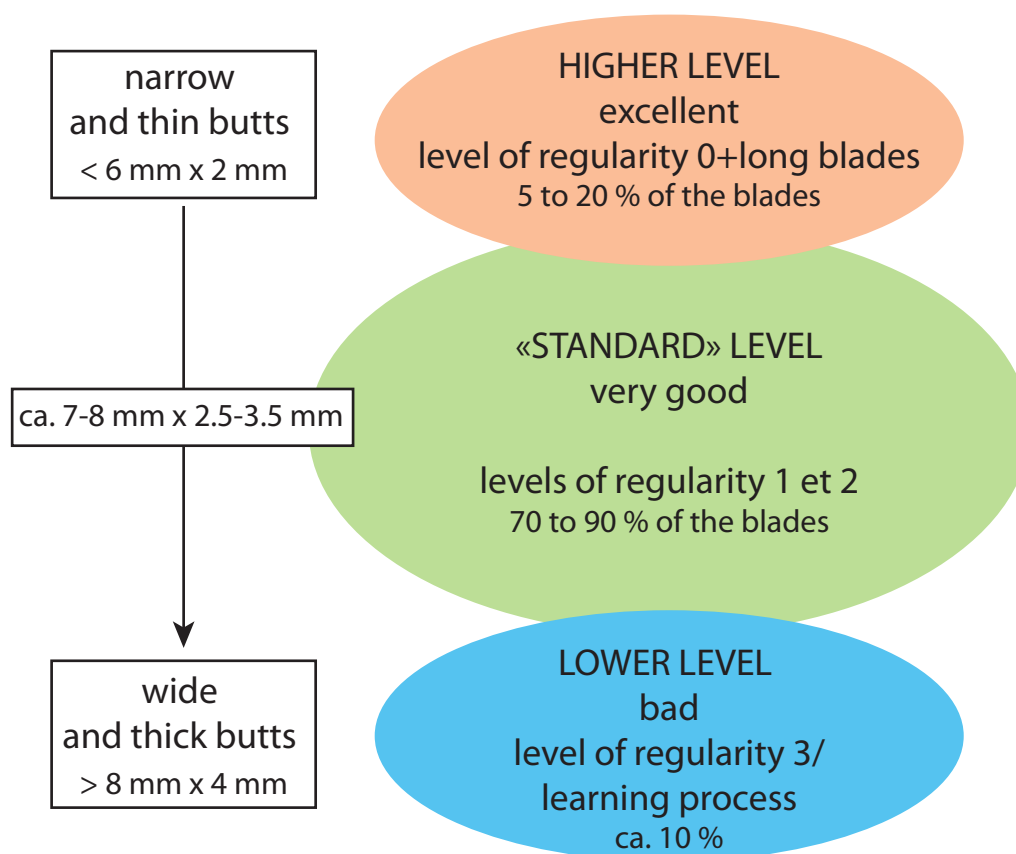 narrow
and thin butts
< 6 mm x 2 mm
HIGHER LEVEL
excellent
level of regularity 0+long blades
5 to 20 % of the blades
ca. 7-8 mm x 2.5-3.5 mm
«STANDARD» LEVEL
very good
levels of regularity 1 et 2
70 to 90 % of the blades
wide
and thick butts
> 8 mm x 4 mm
LOWER LEVEL
bad
level of regularity 3/
learning process
ca. 10 %